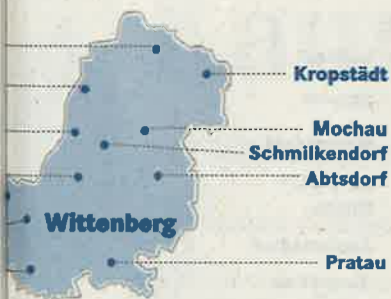 Kropstädt
Mochau
Schmilkendorf
Abtsdorf
Wittenberg
Pratau